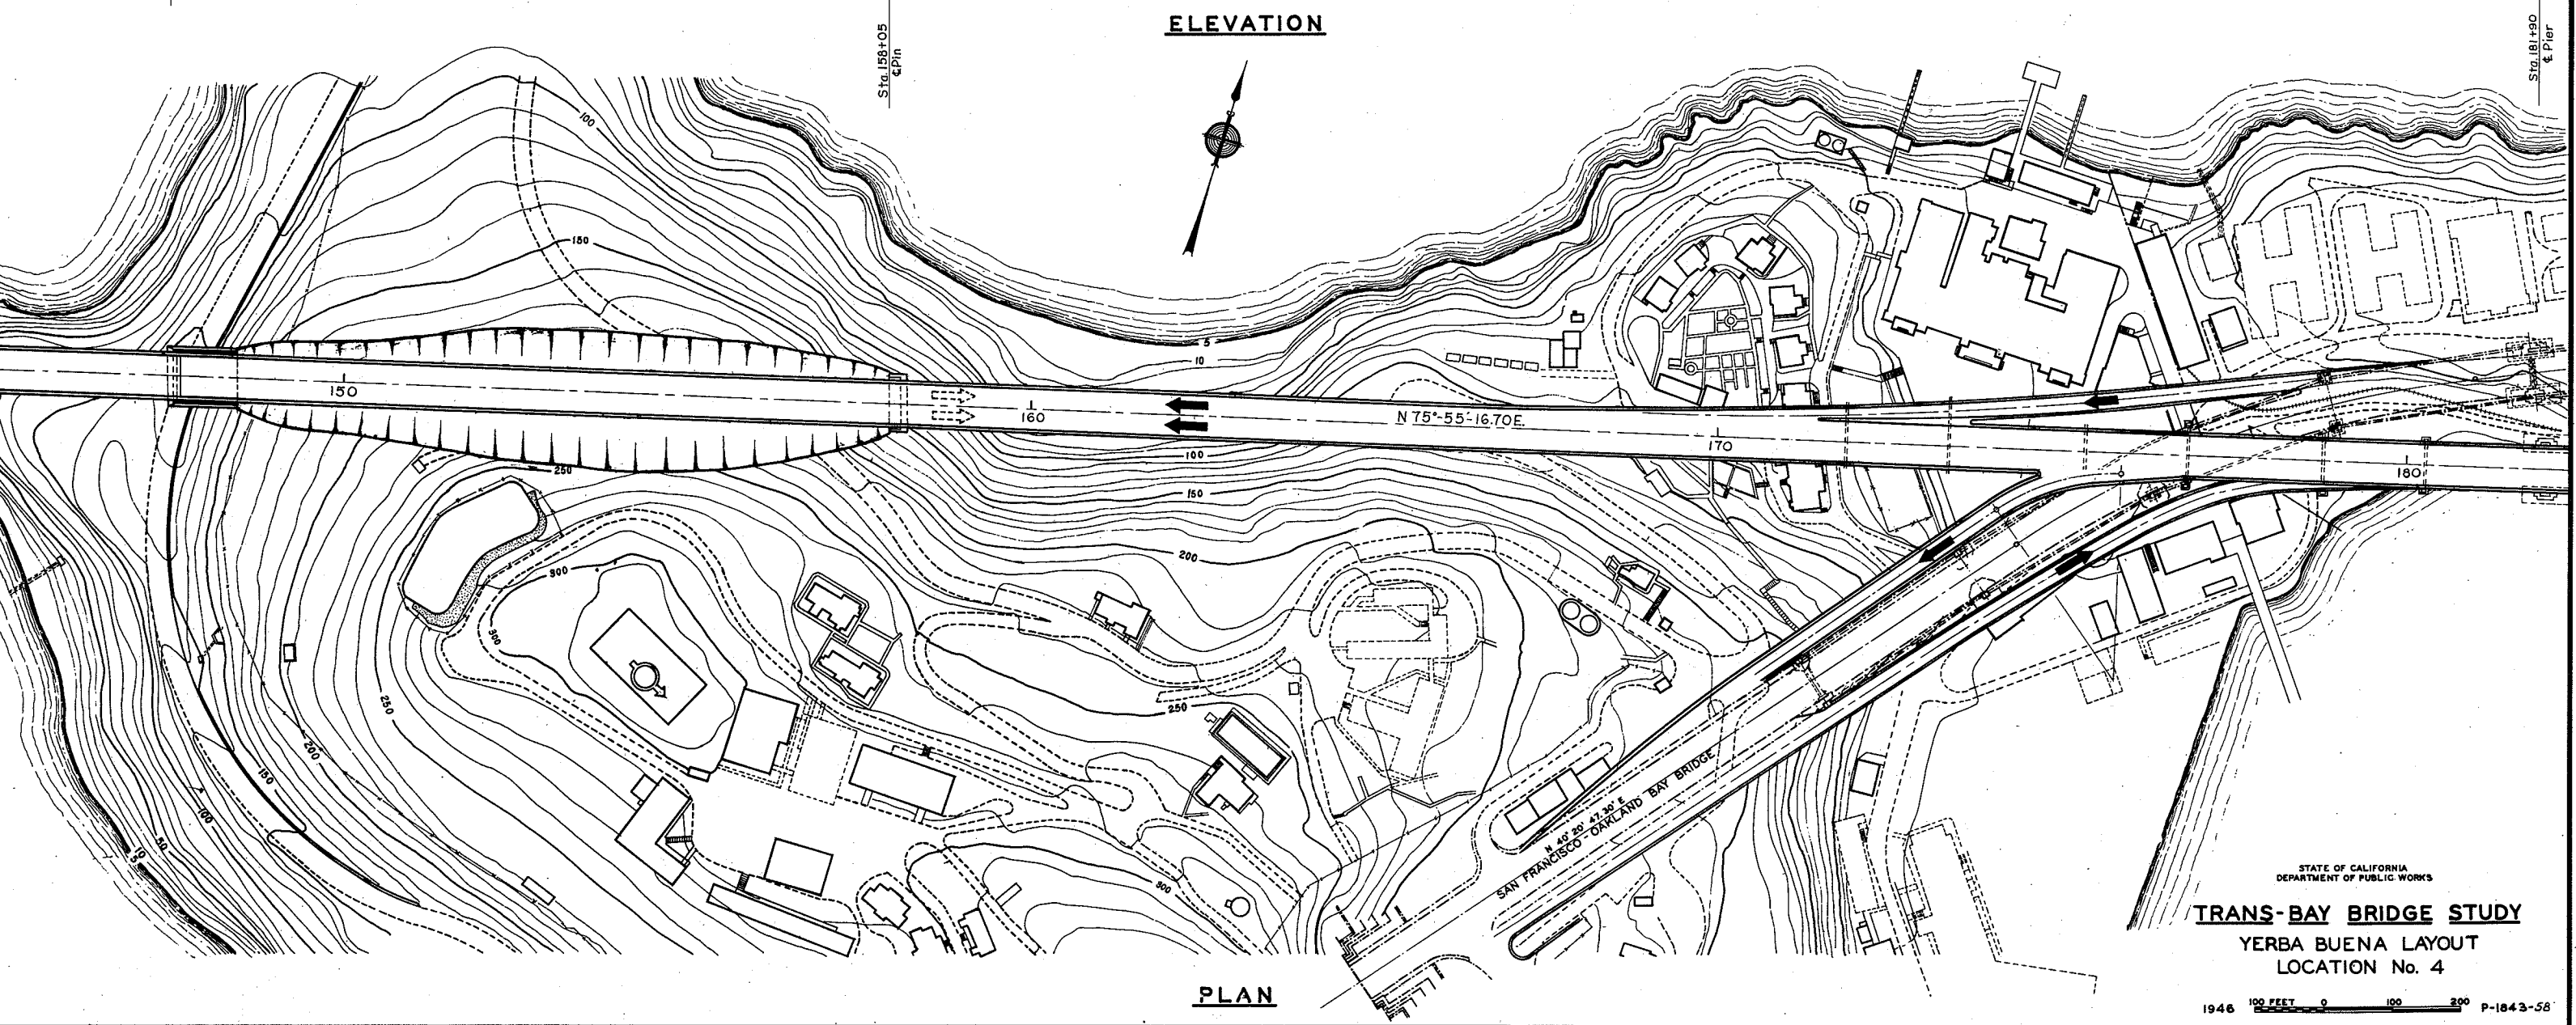 ELEVATION
Sta. 158+05
℄ Pin
Sta. 181+90
℄ Pier
100
150
5
10
150
160
N 75°-55'-16.70 E.
170
180
100
150
200
250
250
300
300
250
250
200
150
100
50
10
5
300
N 40° 20' 47.30" E
SAN FRANCISCO - OAKLAND BAY BRIDGE
STATE OF CALIFORNIA
DEPARTMENT OF PUBLIC WORKS
TRANS-BAY BRIDGE STUDY
YERBA BUENA LAYOUT
LOCATION No. 4
PLAN
1946 100 FEET 0 100 200 P-1843-58